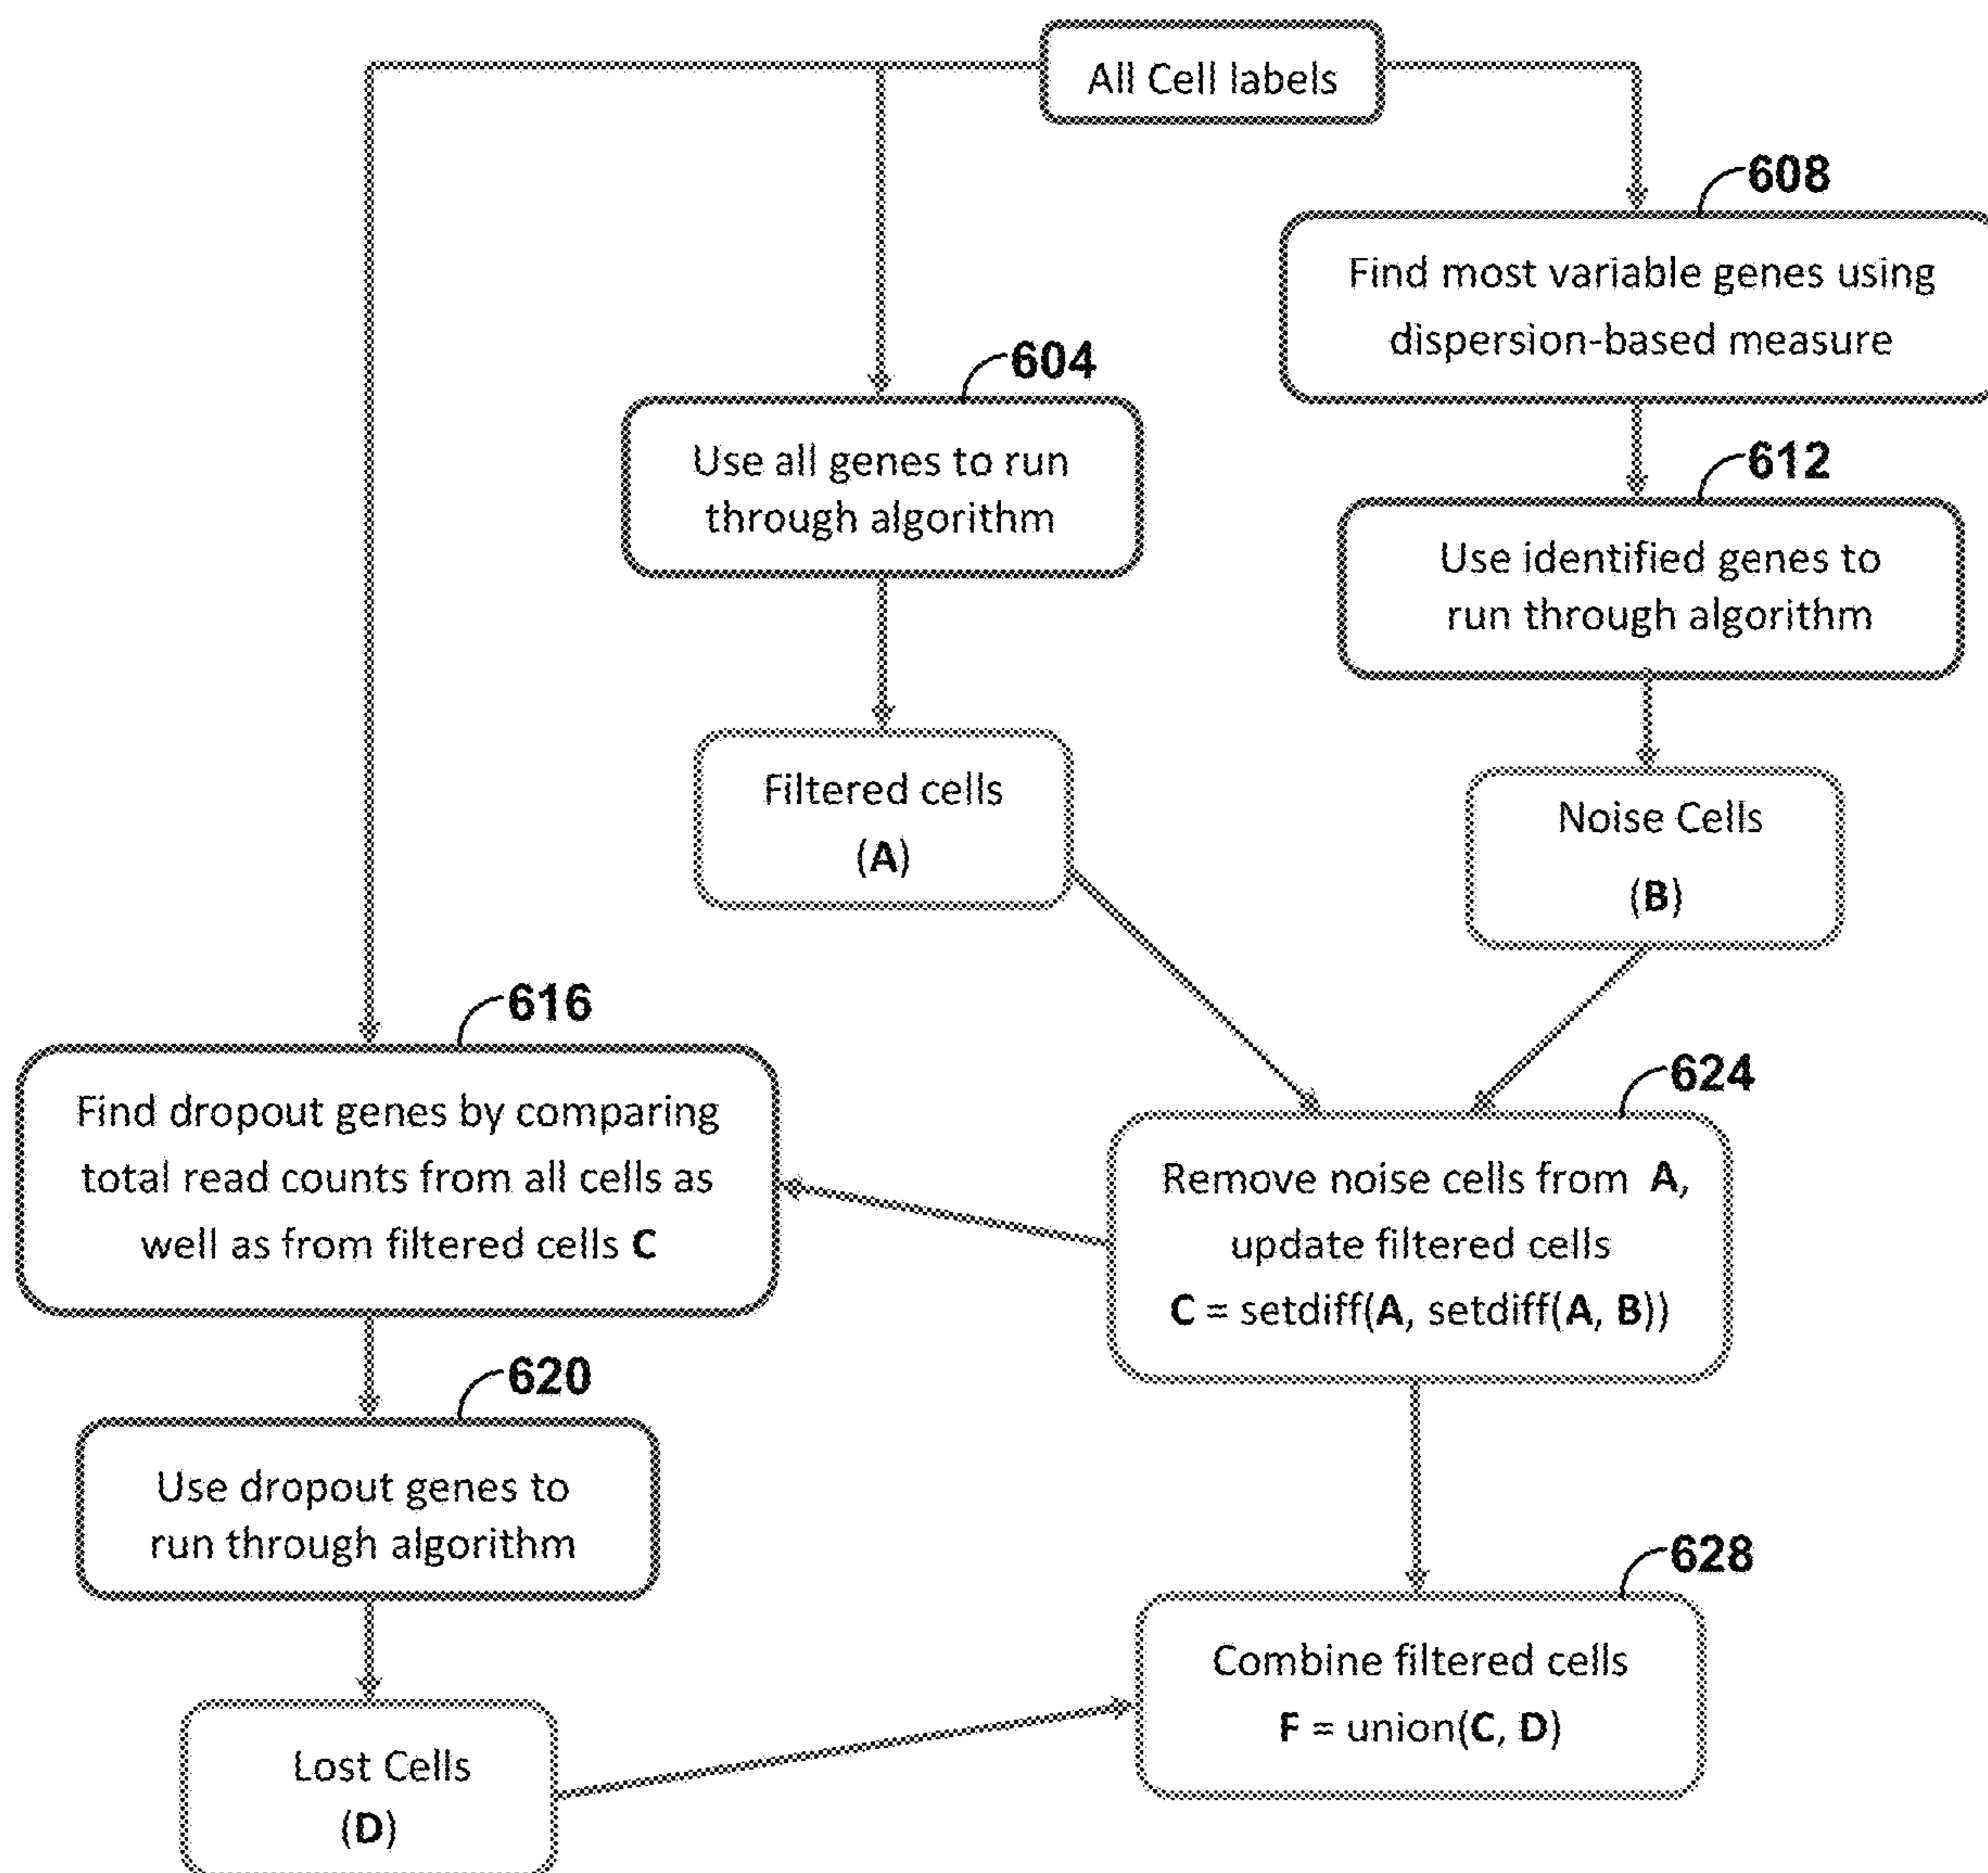 All Cell labels
608
Find most variable genes using
dispersion-based measure
604
Use all genes to run
through algorithm
612
Use identified genes to
run through algorithm
Filtered cells
(A)
Noise Cells
(B)
616
Find dropout genes by comparing
total read counts from all cells as
well as from filtered cells C
624
Remove noise cells from A,
update filtered cells
C = setdiff(A, setdiff(A, B))
620
Use dropout genes to
run through algorithm
628
Combine filtered cells
F = union(C, D)
Lost Cells
(D)